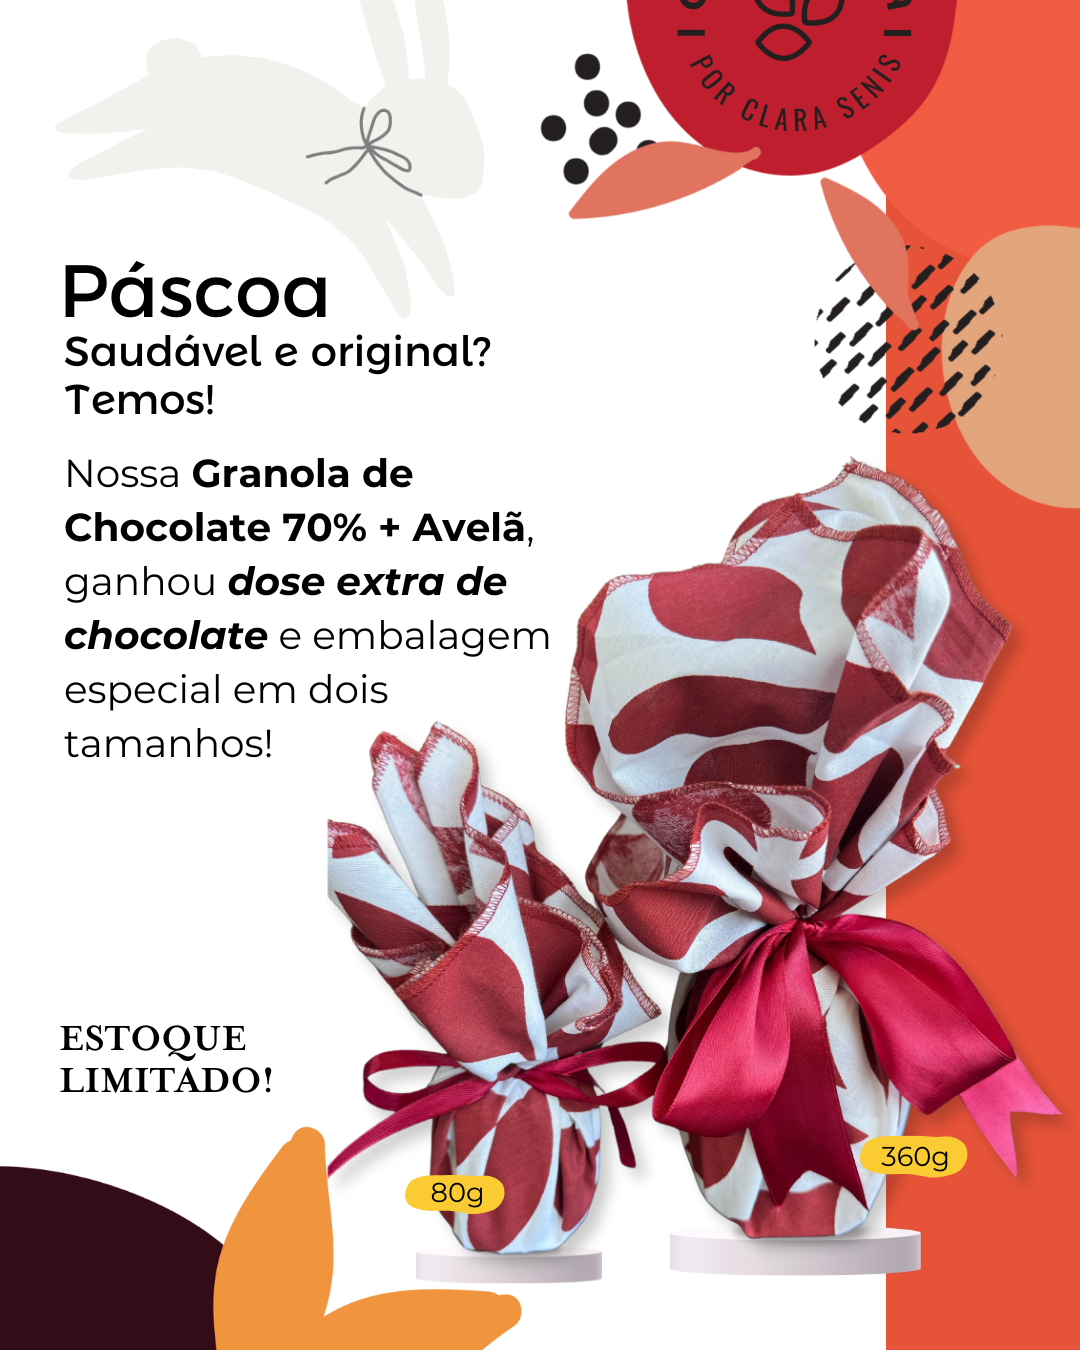 POR CLARA SENIS
Páscoa
Saudável e original?
Temos!
Nossa Granola de
Chocolate 70% + Avelã,
ganhou dose extra de
chocolate e embalagem
especial em dois
tamanhos!
ESTOQUE
LIMITADO!
360g
80g